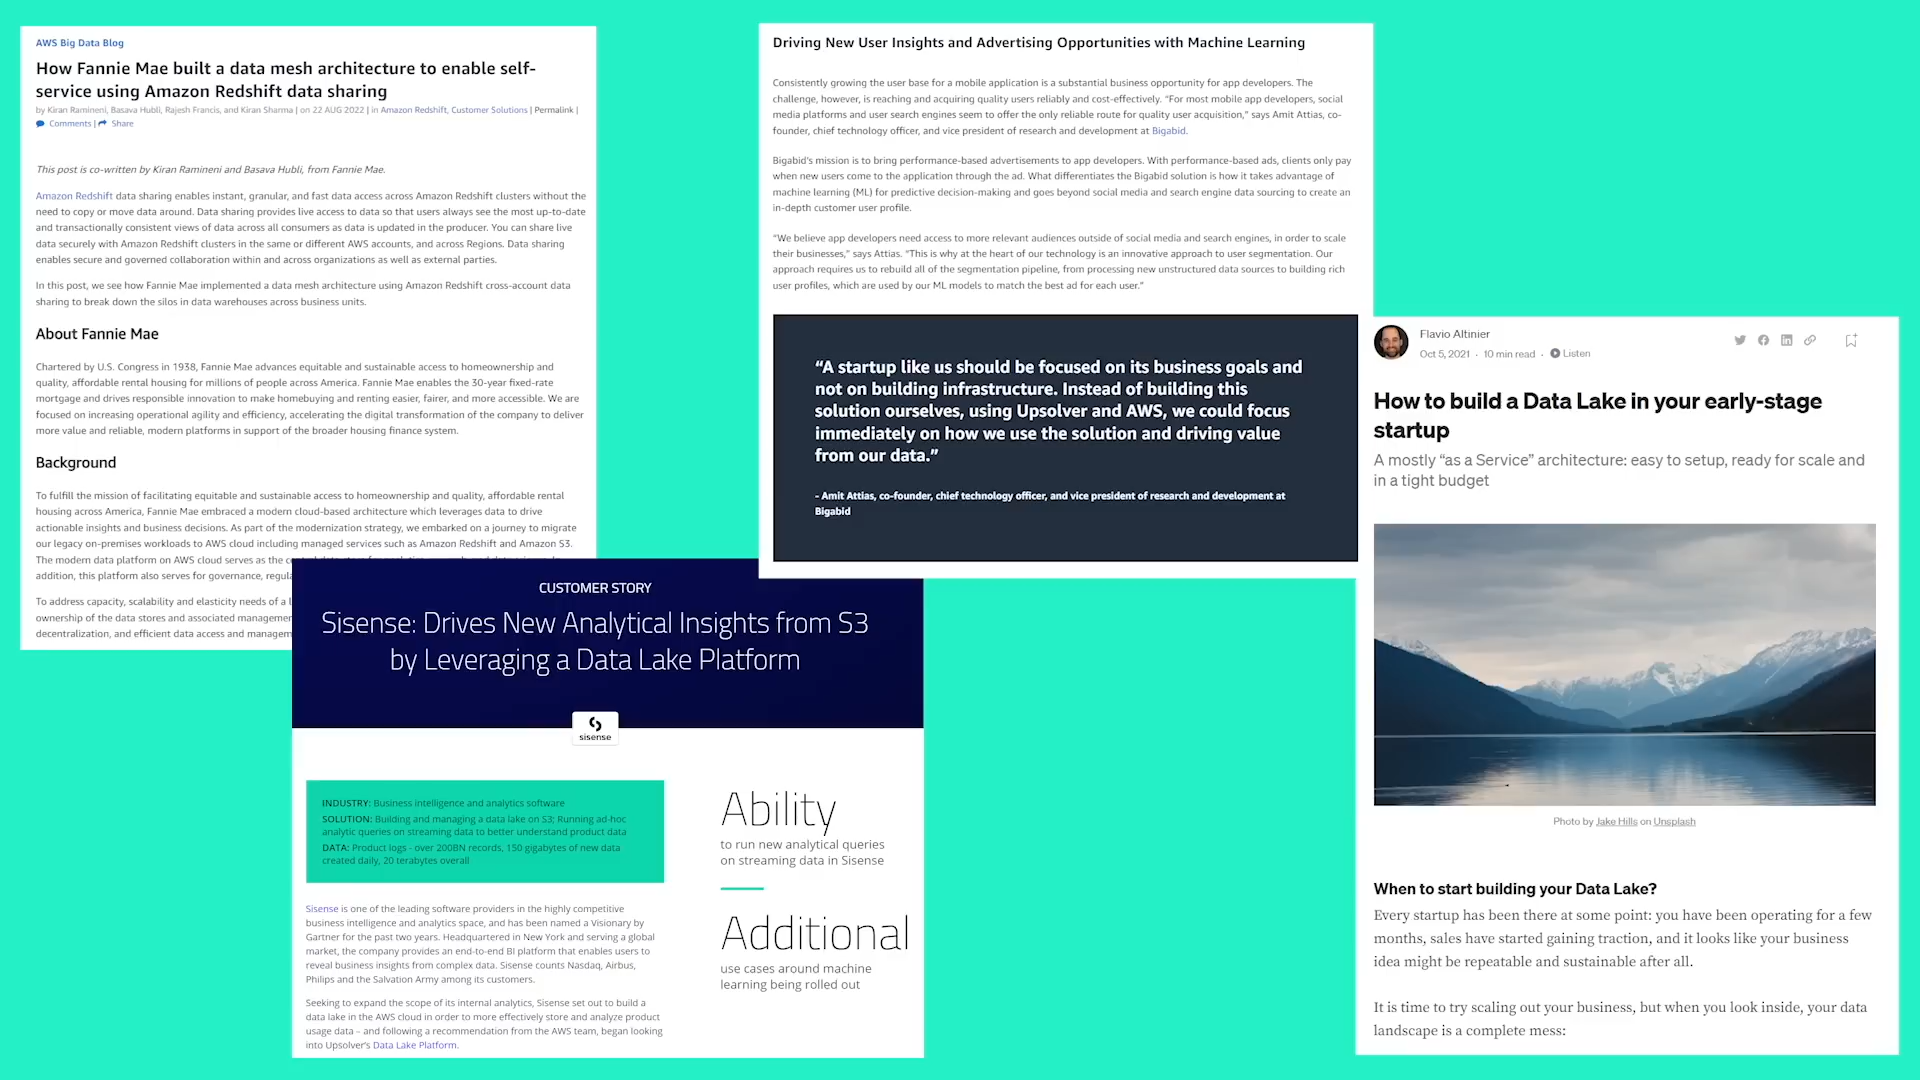 AWS Big Data Blog
How Fannie Mae built a data mesh architecture to enable self-
service using Amazon Redshift data sharing
by Kiran Ramineni, Basava Hubli, Rajesh Francis, and Kiran Sharma | on 22 AUG 2022 | in Amazon Redshift, Customer Solutions | Permalink |
Comments | Share
This post is co-written by Kiran Ramineni and Basava Hubli, from Fannie Mae.
Amazon Redshift data sharing enables instant, granular, and fast data access across Amazon Redshift clusters without the
need to copy or move data around. Data sharing provides live access to data so that users always see the most up-to-date
and transactionally consistent views of data across all consumers as data is updated in the producer. You can share live
data securely with Amazon Redshift clusters in the same or different AWS accounts, and across Regions. Data sharing
enables secure and governed collaboration within and across organizations as well as external parties.
In this post, we see how Fannie Mae implemented a data mesh architecture using Amazon Redshift cross-account data
sharing to break down the silos in data warehouses across business units.
About Fannie Mae
Chartered by U.S. Congress in 1938, Fannie Mae advances equitable and sustainable access to homeownership and
quality, affordable rental housing for millions of people across America. Fannie Mae enables the 30-year fixed-rate
mortgage and drives responsible innovation to make homebuying and renting easier, fairer, and more accessible. We are
focused on increasing operational agility and efficiency, accelerating the digital transformation of the company to deliver
more value and reliable, modern platforms in support of the broader housing finance system.
Background
To fulfill the mission of facilitating equitable and sustainable access to homeownership and quality, affordable rental
housing across America, Fannie Mae embraced a modern cloud-based architecture which leverages data to drive
actionable insights and business decisions. As part of the modernization strategy, we embarked on a journey to migrate
our legacy on-premises workloads to AWS cloud including managed services such as Amazon Redshift and Amazon S3.
The modern data platform on AWS cloud serves as the
addition, this platform also serves for governance,
To address capacity, scalability and elasticity needs of a
ownership of the data stores and associated
decentralization, and efficient data access and
CUSTOMER STORY
Sisense: Drives New Analytical Insights from S3
by Leveraging a Data Lake Platform
sisense
INDUSTRY: Business intelligence and analytics software
SOLUTION: Building and managing a data lake on S3; Running ad-hoc
analytic queries on streaming data to better understand product data
DATA: Product logs - over 200BN records, 150 gigabytes of new data
created daily, 20 terabytes overall
Sisense is one of the leading software providers in the highly competitive
business intelligence and analytics space, and has been named a Visionary by
Gartner for the past two years. Headquartered in New York and serving a global
market, the company provides an end-to-end BI platform that enables users to
reveal business insights from complex data. Sisense counts Nasdaq, Airbus,
Philips and the Salvation Army among its customers.
Seeking to expand the scope of its internal analytics, Sisense set out to build a
data lake in the AWS cloud in order to more effectively store and analyze product
usage data – and following a recommendation from the AWS team, began looking
into Upsolver's Data Lake Platform.
Ability
to run new analytical queries
on streaming data in Sisense
Additional
use cases around machine
learning being rolled out
Driving New User Insights and Advertising Opportunities with Machine Learning
Consistently growing the user base for a mobile application is a substantial business opportunity for app developers. The
challenge, however, is reaching and acquiring quality users reliably and cost-effectively. “For most mobile app developers, social
media platforms and user search engines seem to offer the only reliable route for quality user acquisition,” says Amit Attias, co-
founder, chief technology officer, and vice president of research and development at Bigabid.
Bigabid's mission is to bring performance-based advertisements to app developers. With performance-based ads, clients only pay
when new users come to the application through the ad. What differentiates the Bigabid solution is how it takes advantage of
machine learning (ML) for predictive decision-making and goes beyond social media and search engine data sourcing to create an
in-depth customer user profile.
“We believe app developers need access to more relevant audiences outside of social media and search engines, in order to scale
their businesses,” says Attias. “This is why at the heart of our technology is an innovative approach to user segmentation. Our
approach requires us to rebuild all of the segmentation pipeline, from processing new unstructured data sources to building rich
user profiles, which are used by our ML models to match the best ad for each user.”
“A startup like us should be focused on its business goals and
not on building infrastructure. Instead of building this
solution ourselves, using Upsolver and AWS, we could focus
immediately on how we use the solution and driving value
from our data.”
- Amit Attias, co-founder, chief technology officer, and vice president of research and development at
Bigabid
Flavio Altinier
Oct 5, 2021 · 10 min read · Listen
How to build a Data Lake in your early-stage
startup
A mostly “as a Service” architecture: easy to setup, ready for scale and
in a tight budget
Photo by Jake Hills on Unsplash
When to start building your Data Lake?
Every startup has been there at some point: you have been operating for a few
months, sales have started gaining traction, and it looks like your business
idea might be repeatable and sustainable after all.
It is time to try scaling out your business, but when you look inside, your data
landscape is a complete mess: